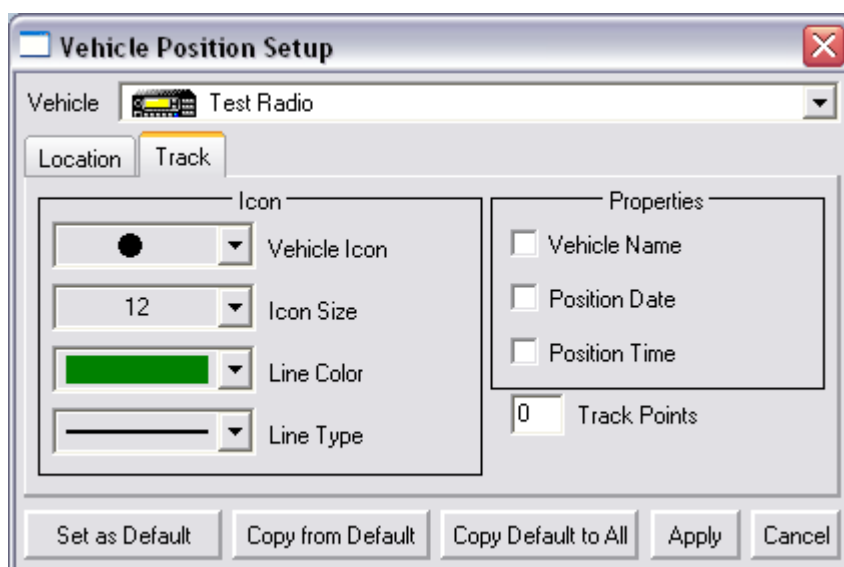 Vehicle Position Setup
Vehicle Test Radio
Location Track
Icon
Vehicle Icon
12 Icon Size
Line Color
Line Type
Properties
Vehicle Name
Position Date
Position Time
0 Track Points
Set as Default Copy from Default Copy Default to All Apply Cancel